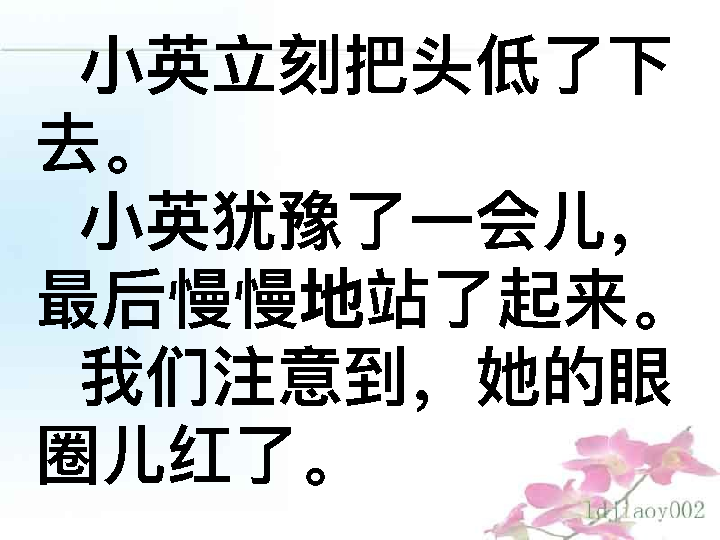 小英立刻把头低了下
去。
小英犹豫了一会儿，
最后慢慢地站了起来。
我们注意到，她的眼
圈儿红了。
ldjiaoy002